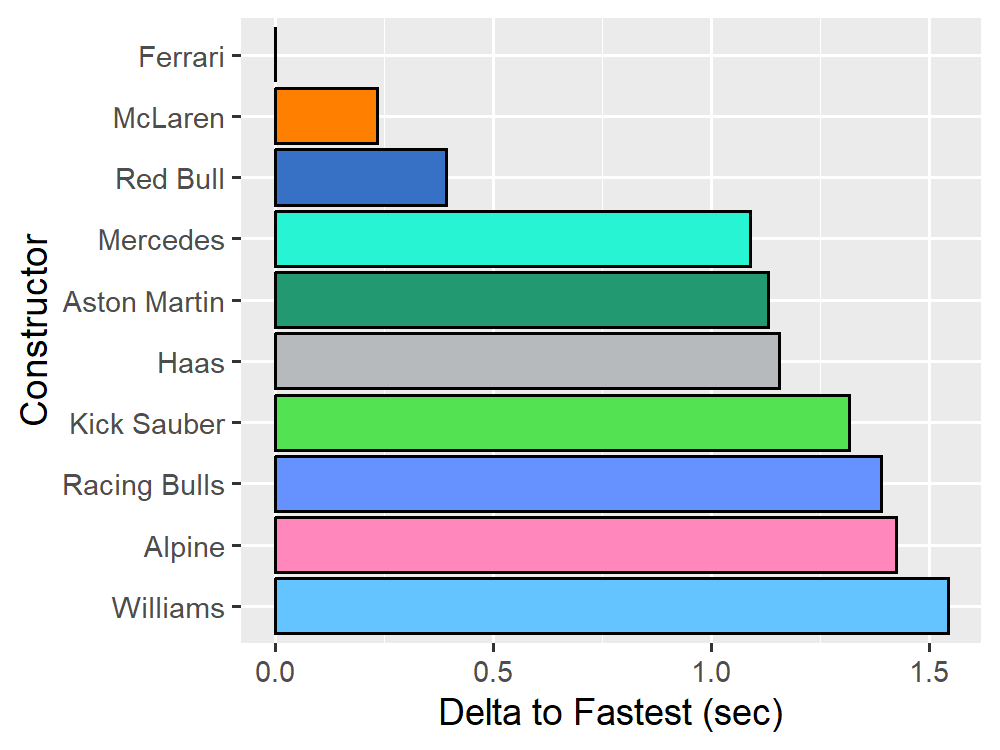 Constructor
Ferrari
McLaren
Red Bull
Mercedes
Aston Martin
Haas
Kick Sauber
Racing Bulls
Alpine
Williams
0.0 0.5 1.0 1.5
Delta to Fastest (sec)